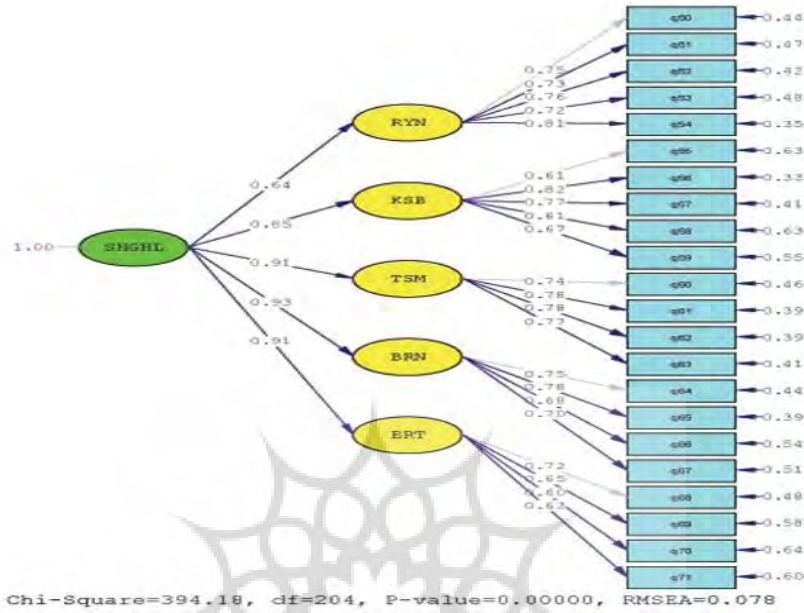 q50
0.44
q51
0.47
q52
0.42
q53
0.48
q54
0.35
q55
0.63
q56
0.33
q57
0.41
q58
0.63
q59
0.55
q60
0.46
q61
0.39
q62
0.39
q63
0.41
q64
0.44
q65
0.39
q66
0.54
q67
0.51
q68
0.48
q69
0.58
q70
0.64
q71
0.60
0.75
0.73
0.76
0.72
0.81
RYN
0.61
0.82
0.77
0.61
0.67
KSB
0.74
0.78
0.78
0.77
TSM
0.75
0.78
0.68
0.70
BRN
0.72
0.65
0.60
0.63
ERT
0.64
0.85
0.91
0.93
0.91
1.00
SHGHL
Chi-Square=394.18, df=204, P-value=0.00000, RMSEA=0.078